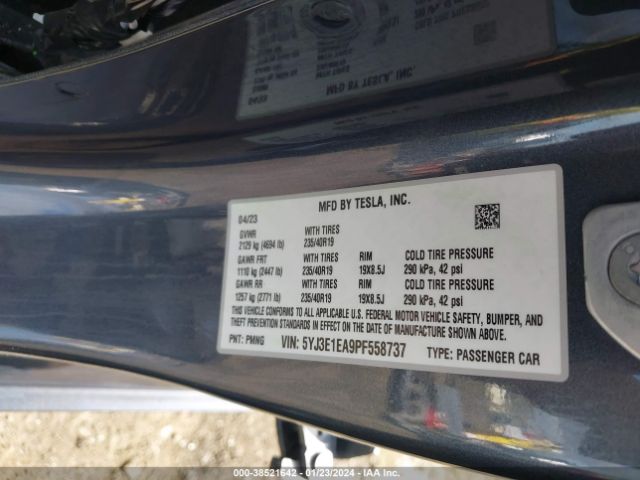 MFD BY TESLA, INC.
04/23
GVWR WITH TIRES
2129 kg (4694 lb) 235/40R19
GAWR FRT WITH TIRES RIM COLD TIRE PRESSURE
1110 kg (2447 lb) 235/40R19 19X8.5J 290 kPa, 42 psi
GAWR RR WITH TIRES RIM COLD TIRE PRESSURE
1257 kg (2771 lb) 235/40R19 19X8.5J 290 kPa, 42 psi
THIS VEHICLE CONFORMS TO ALL APPLICABLE U.S. FEDERAL MOTOR VEHICLE SAFETY, BUMPER, AND
THEFT PREVENTION STANDARDS IN EFFECT ON THE DATE OF MANUFACTURE SHOWN ABOVE.
PNT: PMNG VIN: 5YJ3E1EA9PF558737 TYPE: PASSENGER CAR
000-38521642 - 01/23/2024 - IAA Inc.
MFD BY TESLA, INC.